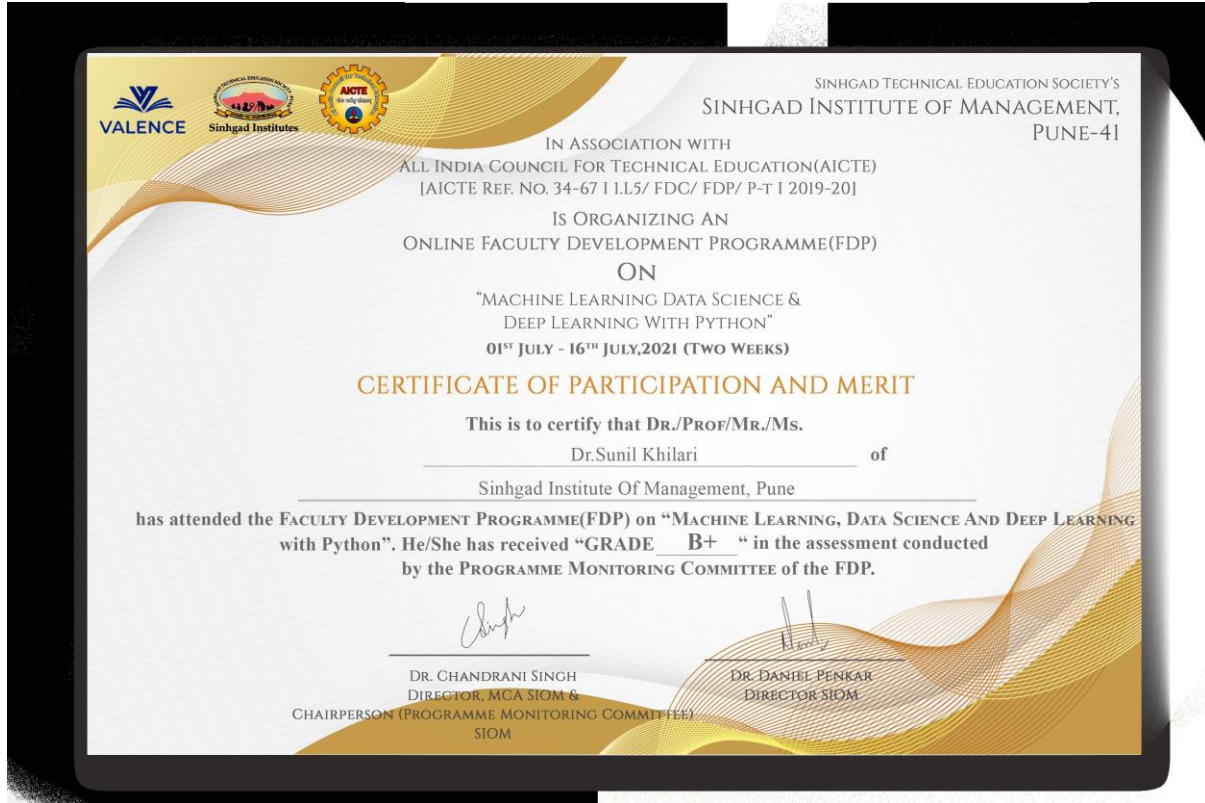 VALENCE
Sinhgad Institutes
AICTE
Sinhgad Technical Education Society's
Sinhgad Institute of Management,
Pune-41
In Association with
All India Council For Technical Education(AICTE)
[AICTE Ref. No. 34-67 I 1.L5/ FDC/ FDP/ P-t I 2019-20]
Is Organizing An
Online Faculty Development Programme(FDP)
On
“Machine Learning Data Science &
Deep Learning With Python”
01st July - 16th July,2021 (Two Weeks)
CERTIFICATE OF PARTICIPATION AND MERIT
This is to certify that Dr./Prof/Mr./Ms.
Dr.Sunil Khilari of
Sinhgad Institute Of Management, Pune
has attended the Faculty Development Programme(FDP) on “Machine Learning, Data Science And Deep Learning
with Python”. He/She has received “GRADE B+ “ in the assessment conducted
by the Programme Monitoring Committee of the FDP.
Singh
Dr. Chandrani Singh
Director, MCA SIOM &
Chairperson (Programme Monitoring Committee)
SIOM
Dr. Daniel Penkar
Director SIOM